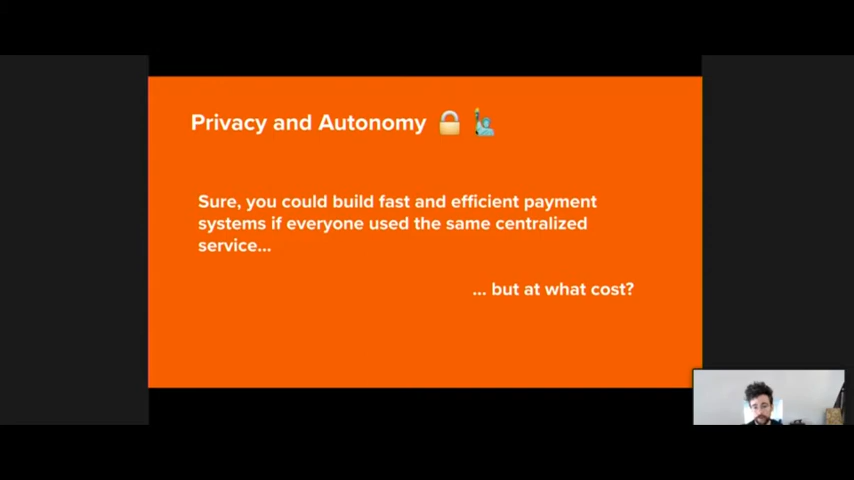 Privacy and Autonomy 🔒 🗽
Sure, you could build fast and efficient payment
systems if everyone used the same centralized
service...
... but at what cost?